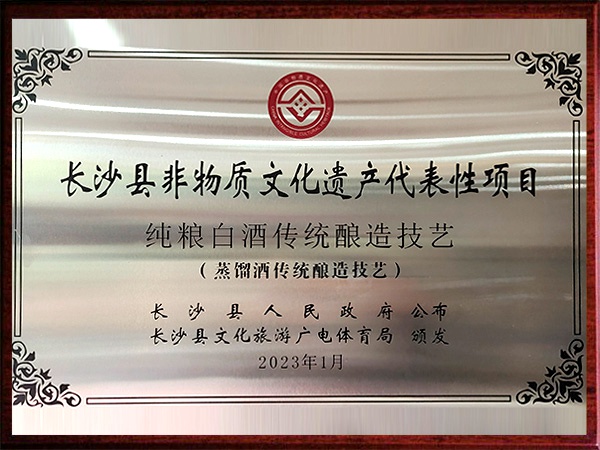 长沙县非物质文化遗产代表性项目
纯粮白酒传统酿造技艺
（蒸馏酒传统酿造技艺）
长沙县人民政府 公布
长沙县文化旅游广电体育局 颁发
2023年1月